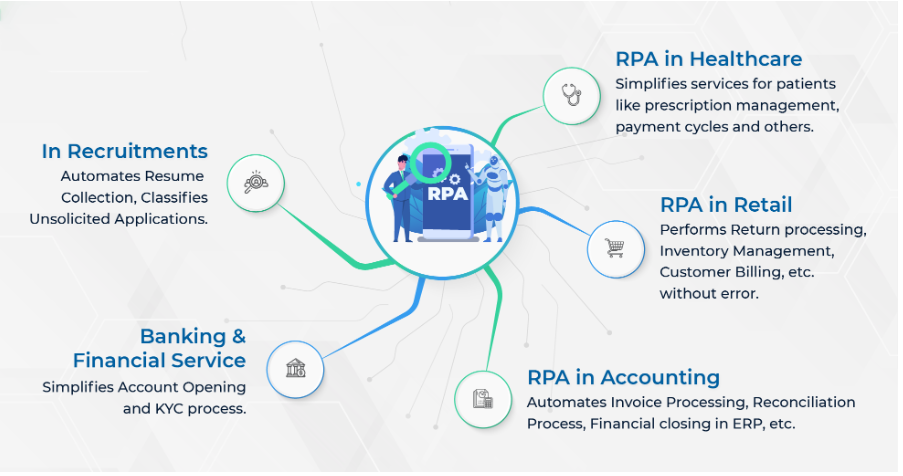 RPA in Healthcare
Simplifies services for patients
like prescription management,
payment cycles and others.
In Recruitments
Automates Resume
Collection, Classifies
Unsolicited Applications.
RPA
RPA in Retail
Performs Return processing,
Inventory Management,
Customer Billing, etc.
without error.
Banking &
Financial Service
Simplifies Account Opening
and KYC process.
RPA in Accounting
Automates Invoice Processing, Reconciliation
Process, Financial closing in ERP, etc.